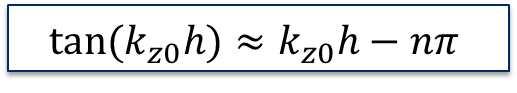 tan(k_{z0}h) ≈ k_{z0}h − nπ